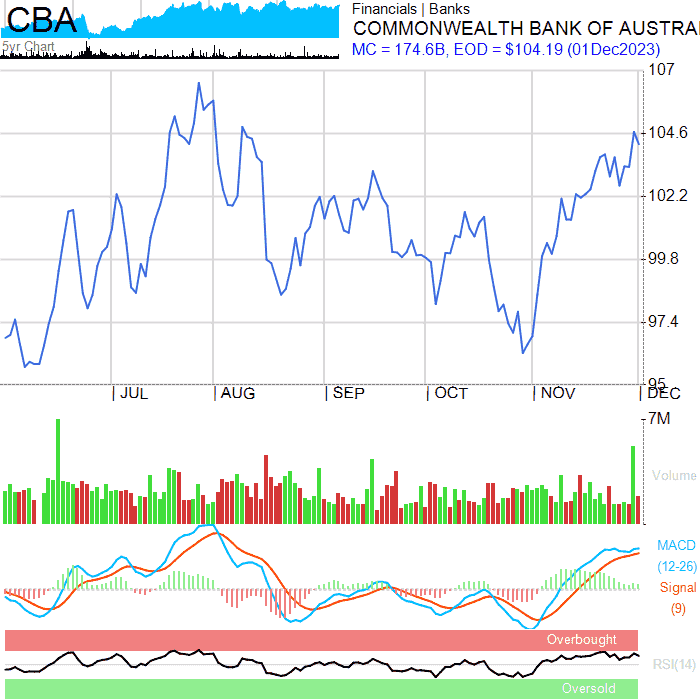 CBA
5yr Chart
Financials | Banks
COMMONWEALTH BANK OF AUSTRA
MC = 174.6B, EOD = $104.19 (01Dec2023)
107
104.6
102.2
99.8
97.4
95
JUL AUG SEP OCT NOV DEC
7M
Volume
MACD
(12-26)
Signal
(9)
Overbought
RSI(14)
Oversold